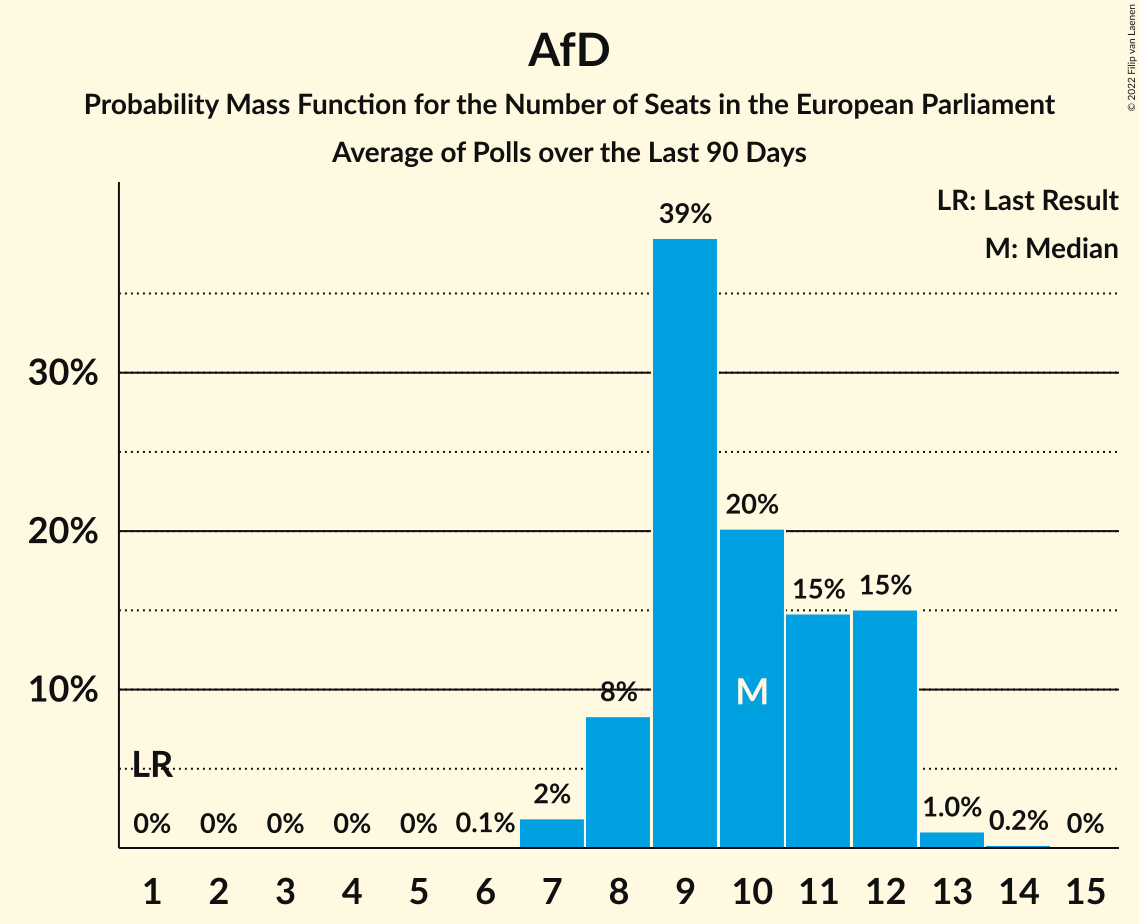 AfD
Probability Mass Function for the Number of Seats in the European Parliament
Average of Polls over the Last 90 Days
© 2022 Filip van Laenen
LR: Last Result
M: Median
39%
30%
20%
20%
15% 15%
10%
8%
M
LR
2%
1.0%
0% 0% 0% 0% 0% 0.1% 0.2% 0%
1 2 3 4 5 6 7 8 9 10 11 12 13 14 15